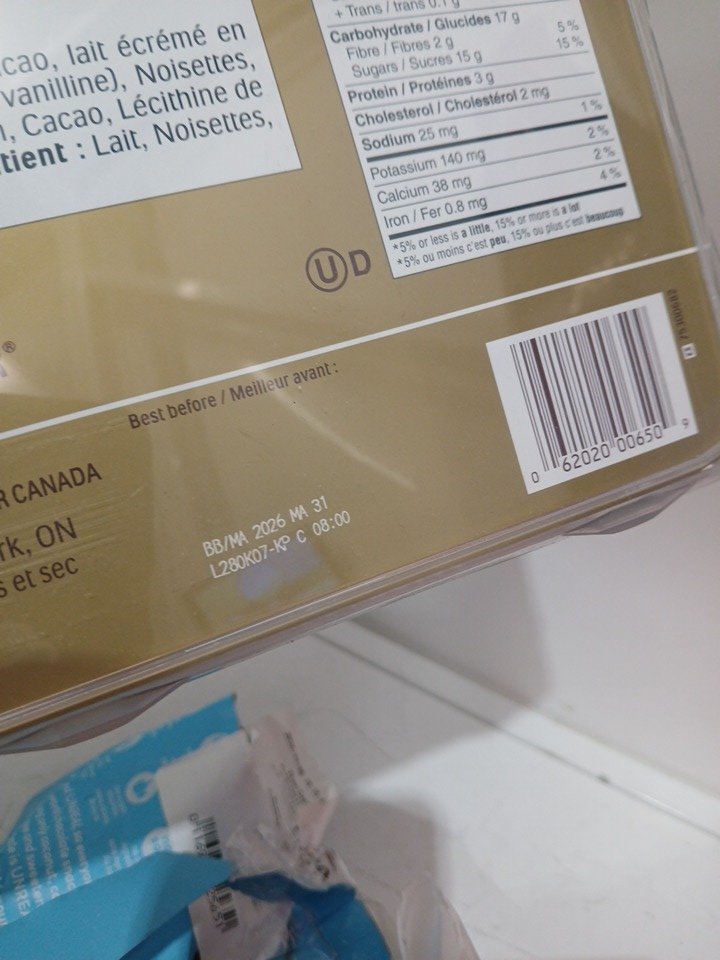 cao, lait écrémé en
vanilline), Noisettes,
, Cacao, Lécithine de
tient : Lait, Noisettes,
+ Trans / trans 0.1 g
Carbohydrate / Glucides 17 g
Fibre / Fibres 2 g 5 %
Sugars / Sucres 15 g 15 %
Protein / Protéines 3 g
Cholesterol / Cholestérol 2 mg
Sodium 25 mg 1 %
Potassium 140 mg 2 %
Calcium 38 mg 2 %
Iron / Fer 0.8 mg 4 %
*5% or less is a little, 15% or more is a lot
*5% ou moins c'est peu, 15% ou plus c'est beaucoup
U D
®
Best before / Meilleur avant :
0 62020 00650 9
R CANADA
rk, ON
s et sec
BB/MA 2026 MA 31
L280K07-KP C 08:00